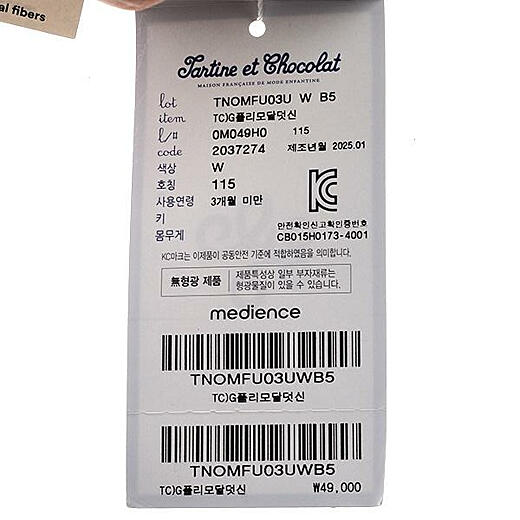 al fibers
Tartine et Chocolat
MAISON FRANÇAISE DE MODE ENFANTINE
lot TNOMFU03U W B5
item TC)G폴리모달덧신
l/# 0M049H0 115
code 2037274 제조년월 2025.01
색상 W
호칭 115
사용연령 3개월 미만
키
몸무게
KC
안전확인신고확인증번호
CB015H0173-4001
KC마크는 이제품이 공동안전 기준에 적합하였음을 의미합니다.
無형광 제품
제품특성상 일부 부자재류는
형광물질이 있을 수 있습니다.
medience
TNOMFU03UWB5
TC)G폴리모달덧신
TNOMFU03UWB5
TC)G폴리모달덧신 ₩49,000